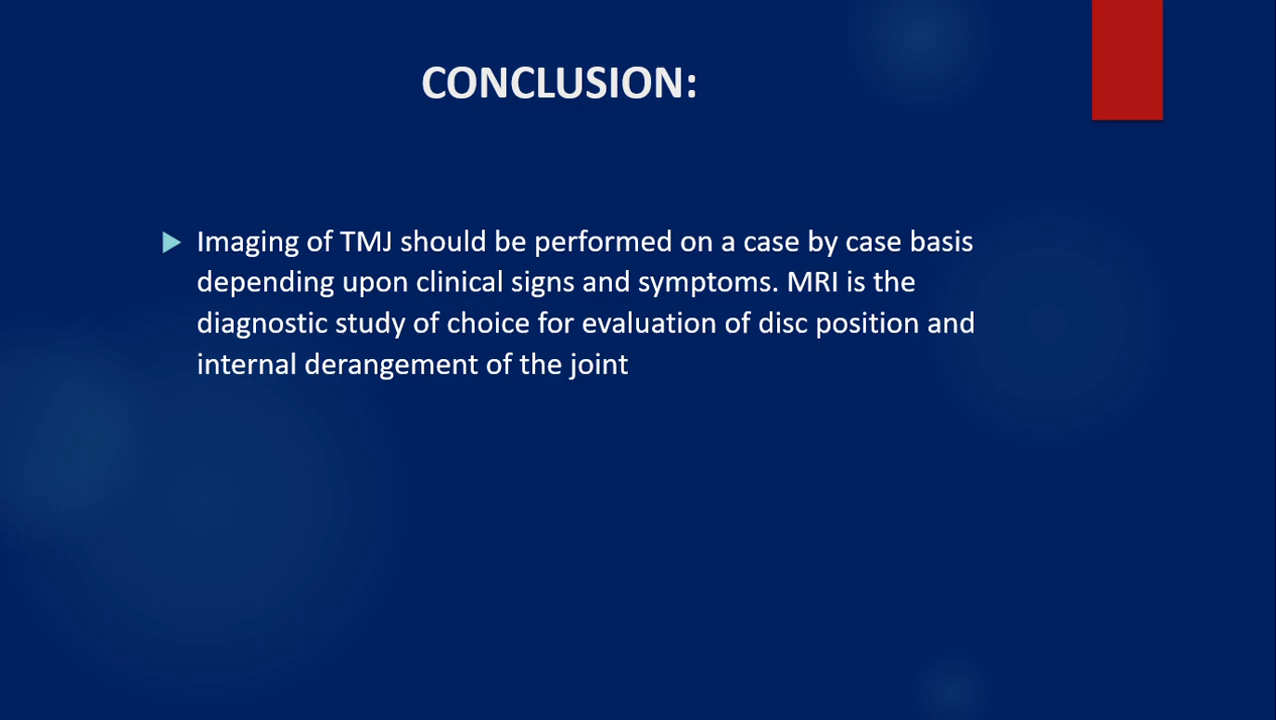 CONCLUSION:
Imaging of TMJ should be performed on a case by case basis
depending upon clinical signs and symptoms. MRI is the
diagnostic study of choice for evaluation of disc position and
internal derangement of the joint